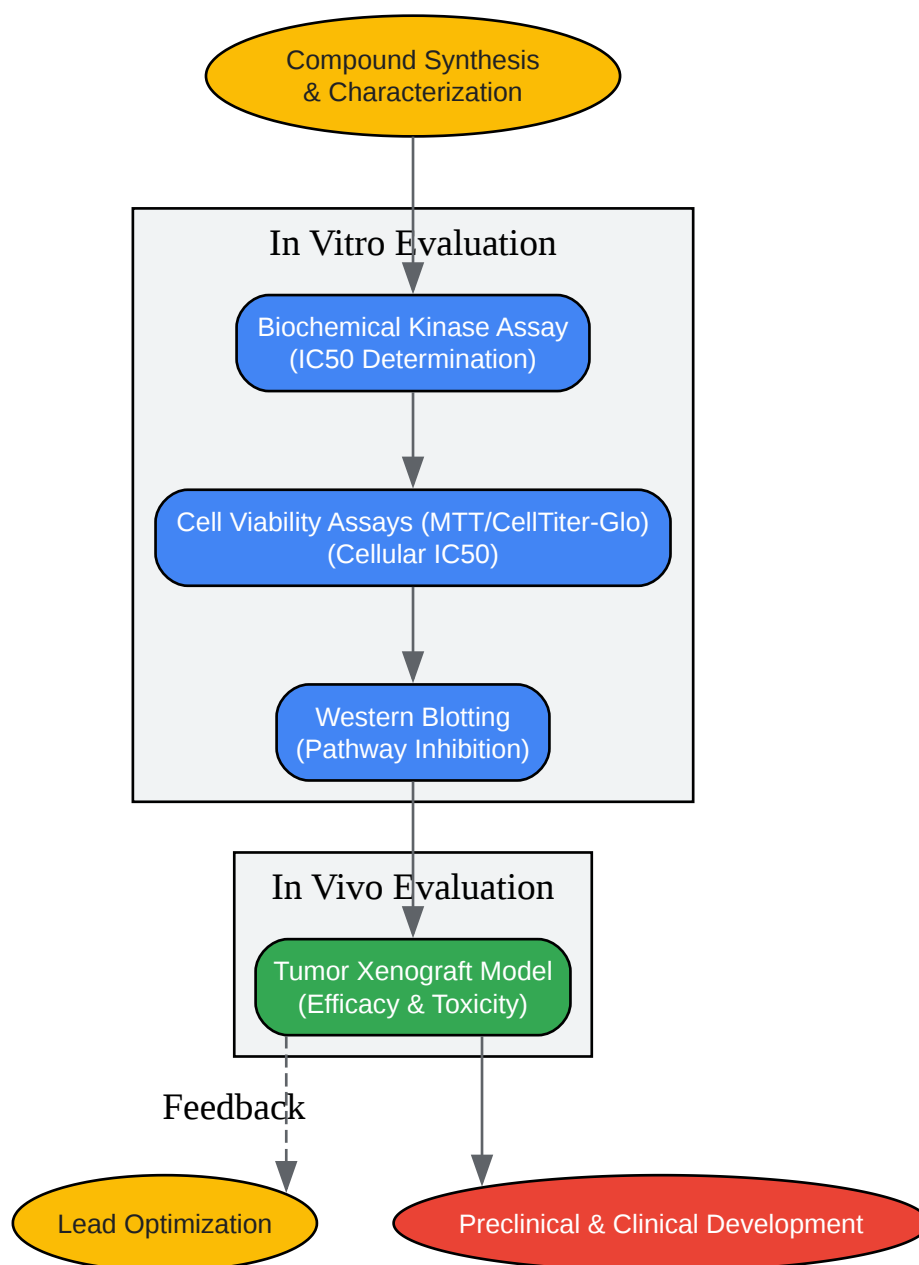 Compound Synthesis
& Characterization
In Vitro Evaluation
Biochemical Kinase Assay
(IC50 Determination)
Cell Viability Assays (MTT/CellTiter-Glo)
(Cellular IC50)
Western Blotting
(Pathway Inhibition)
In Vivo Evaluation
Tumor Xenograft Model
(Efficacy & Toxicity)
Feedback
Lead Optimization
Preclinical & Clinical Development